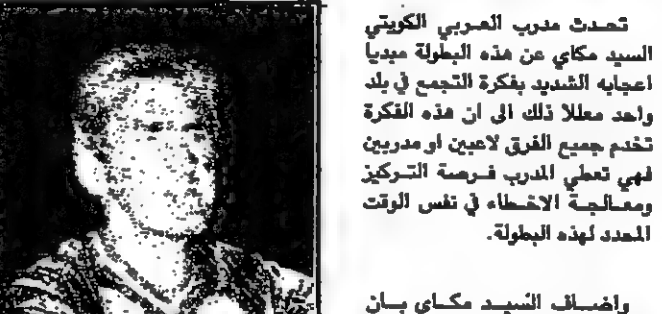 تحدث مدرب العربي الكويتي
السيد مكاي عن هذه البطولة مبديا
اعجابه الشديد بفكرة التجمع في بلد
واحد معللا ذلك الى ان هذه الفكرة
تخدم جميع الفرق لاعبين او مدربين
فهي تعطي المدرب فرصة التركيز
ومعالجة الاخطاء في نفس الوقت
المحدد لهذه البطولة.
واضاف السيد مكاي بان